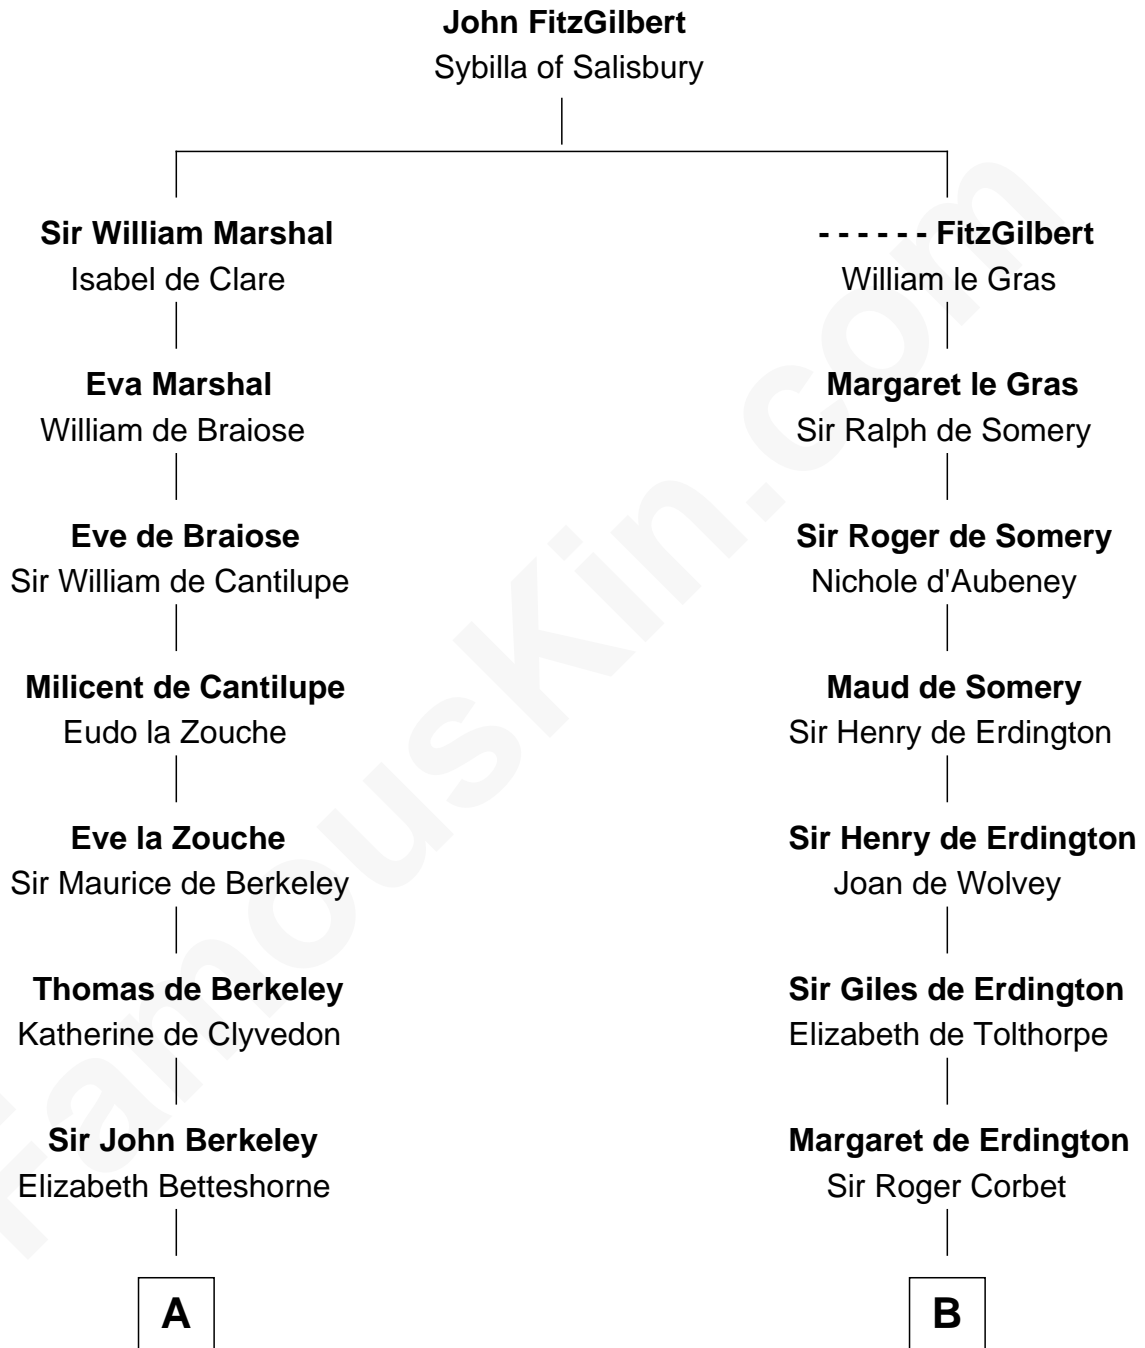 John FitzGilbert
Sybilla of Salisbury
Sir William Marshal
Isabel de Clare
- - - - - - FitzGilbert
William le Gras
Eva Marshal
William de Braiose
Margaret le Gras
Sir Ralph de Somery
Eve de Braiose
Sir William de Cantilupe
Sir Roger de Somery
Nichole d'Aubeney
Milicent de Cantilupe
Eudo la Zouche
Maud de Somery
Sir Henry de Erdington
Eve la Zouche
Sir Maurice de Berkeley
Sir Henry de Erdington
Joan de Wolvey
Thomas de Berkeley
Katherine de Clyvedon
Sir Giles de Erdington
Elizabeth de Tolthorpe
Sir John Berkeley
Elizabeth Betteshorne
Margaret de Erdington
Sir Roger Corbet
A
B
FamousKin.com